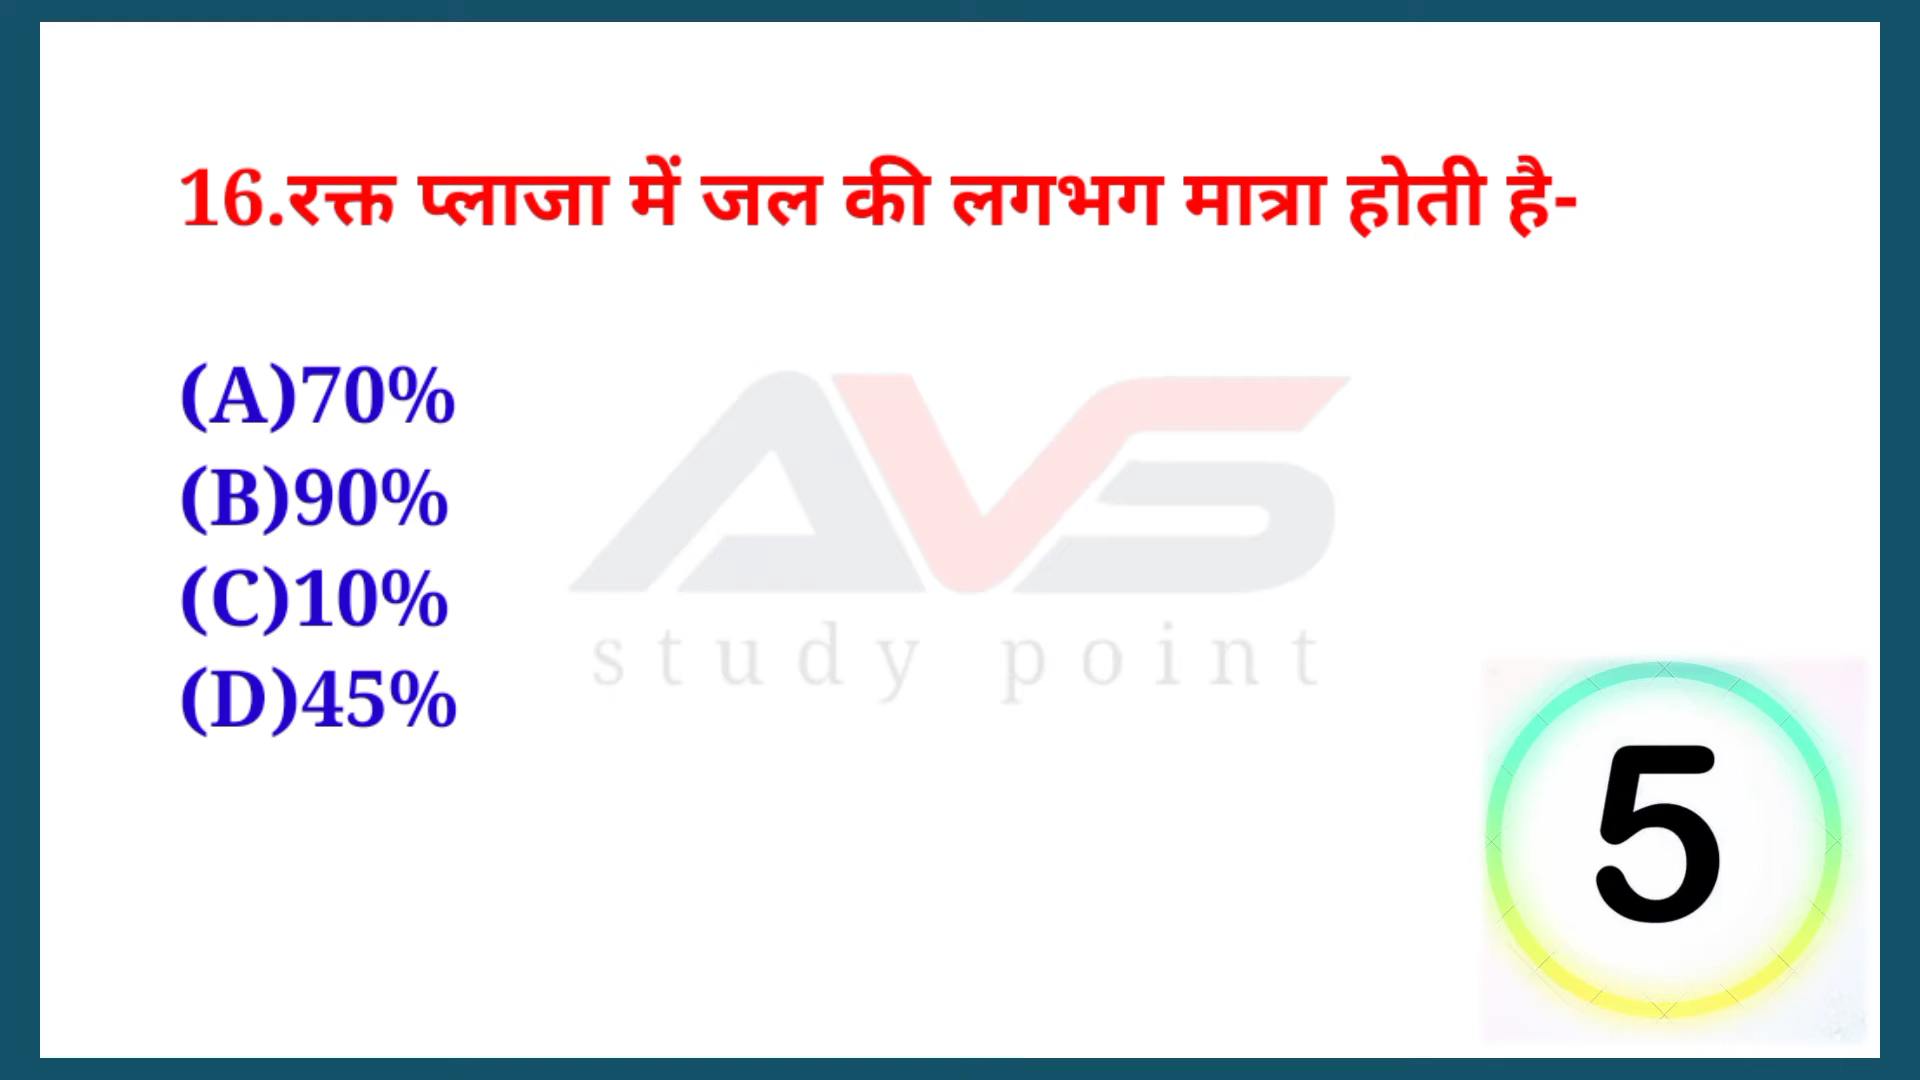 16.रक्त प्लाजा में जल की लगभग मात्रा होती है-
(A)70%
(B)90%
(C)10%
(D)45%
AVS
study point
5